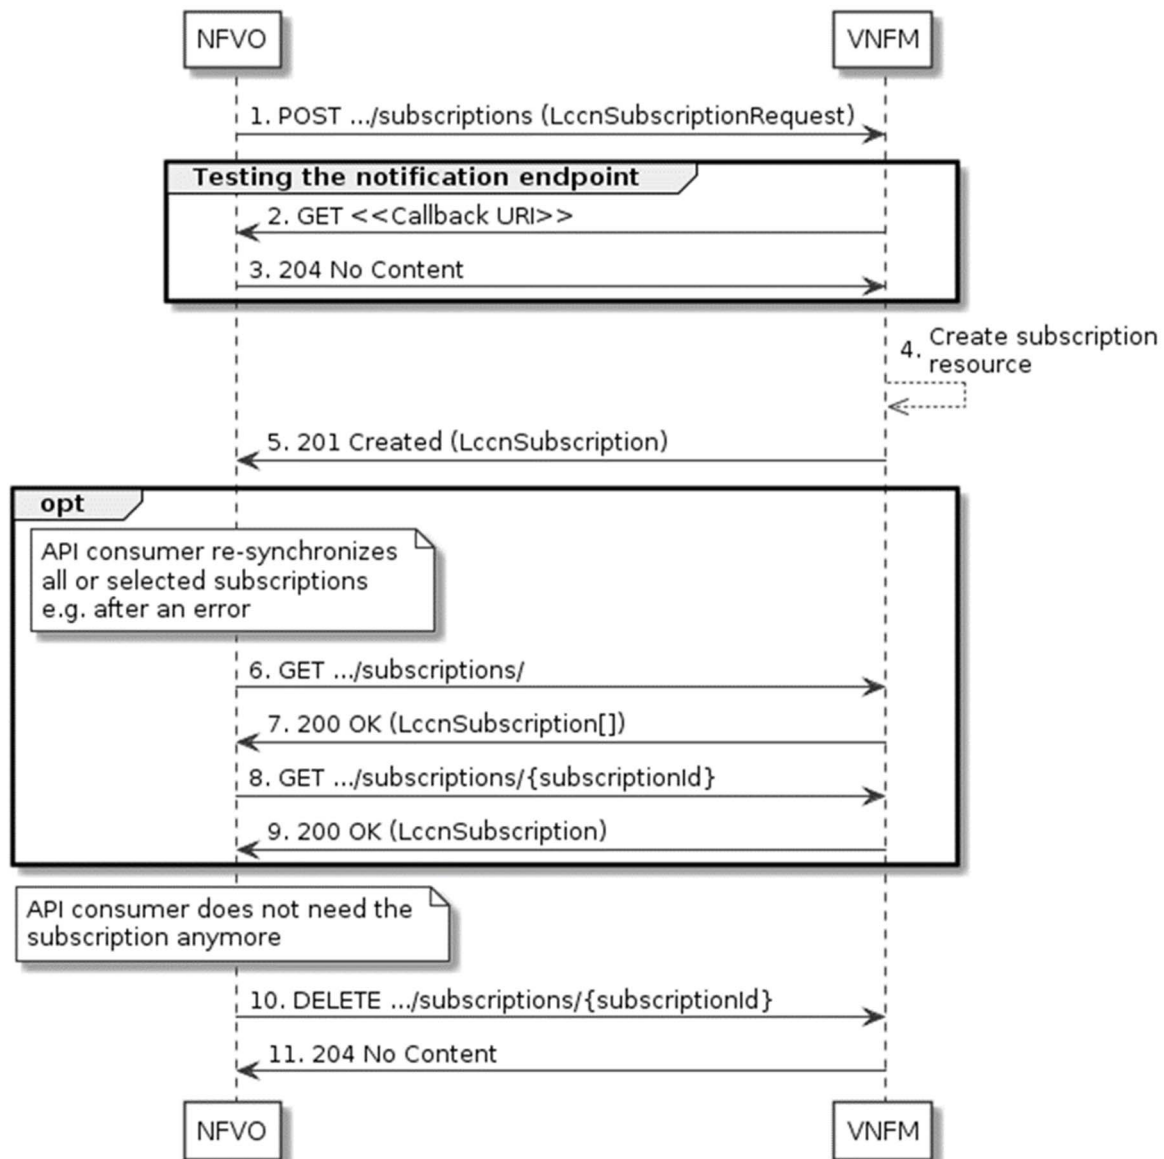 NFVO
VNFM
1. POST .../subscriptions (LccnSubscriptionRequest)
Testing the notification endpoint
2. GET <<Callback URI>>
3. 204 No Content
4. Create subscription
resource
5. 201 Created (LccnSubscription)
opt
API consumer re-synchronizes
all or selected subscriptions
e.g. after an error
6. GET .../subscriptions/
7. 200 OK (LccnSubscription[])
8. GET .../subscriptions/{subscriptionId}
9. 200 OK (LccnSubscription)
API consumer does not need the
subscription anymore
10. DELETE .../subscriptions/{subscriptionId}
11. 204 No Content
NFVO
VNFM